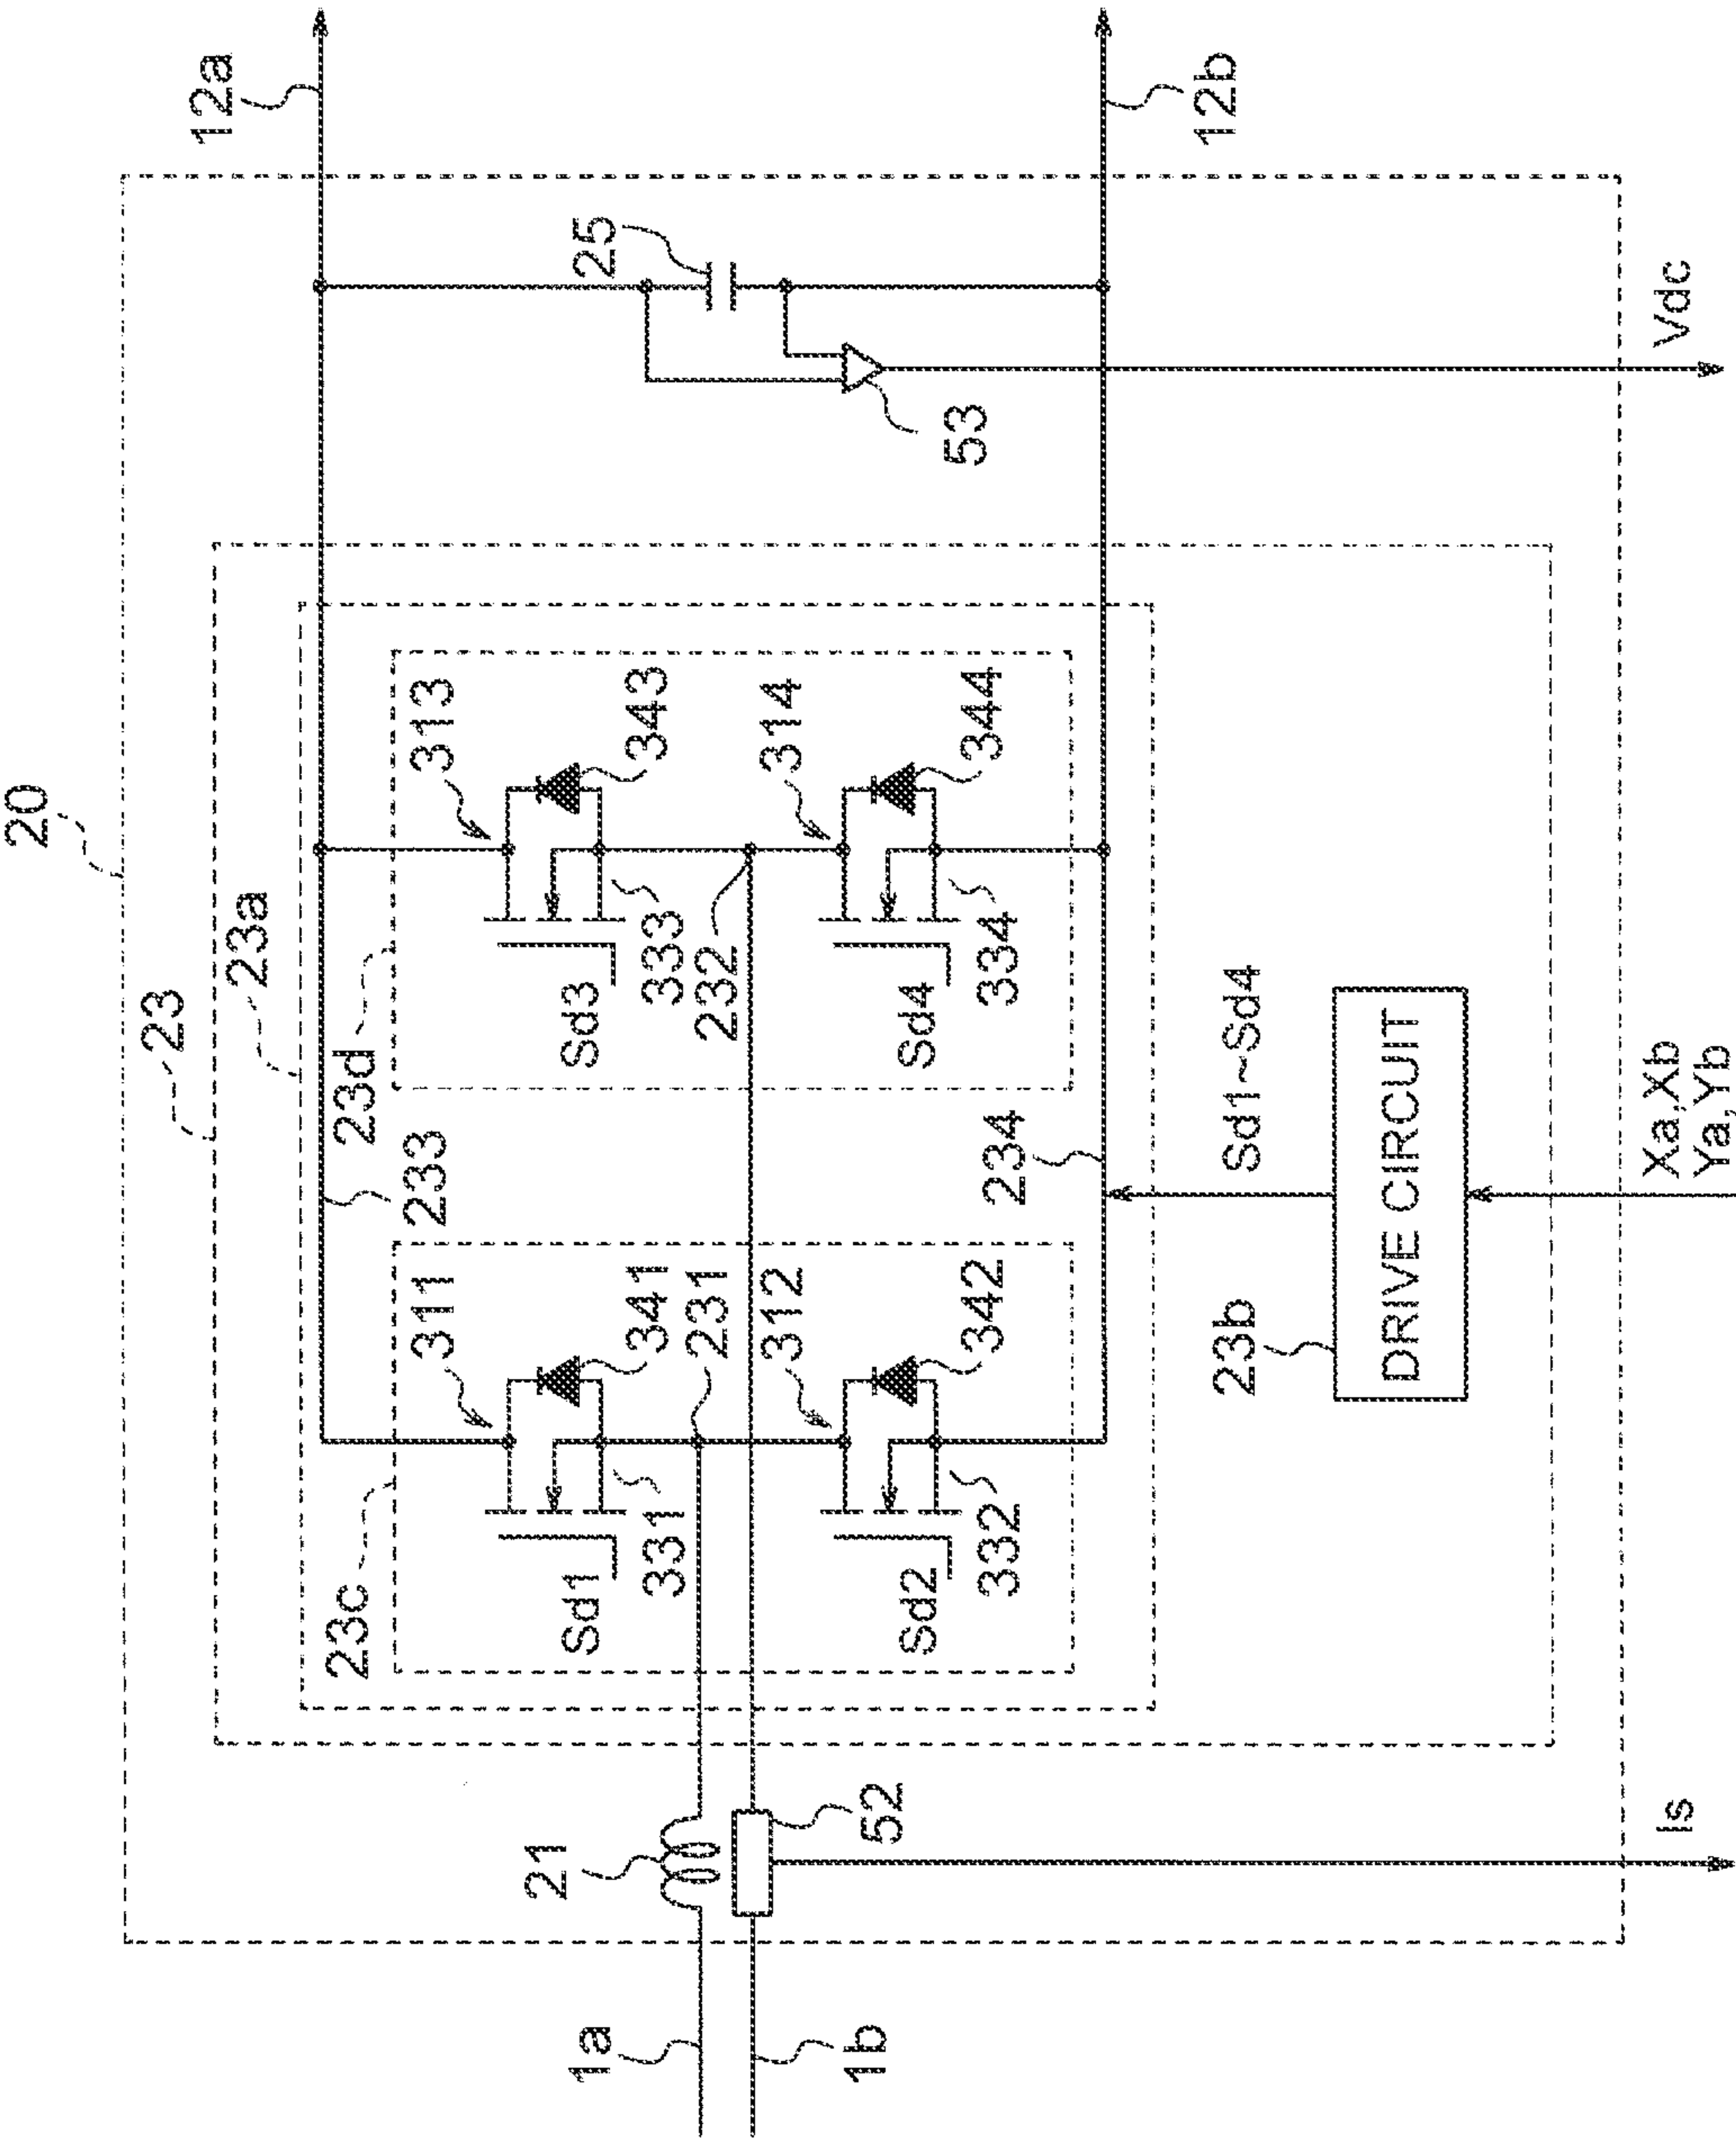 20
23
23a
12a
233
23d
23c
311
341
Sd1
331
231
312
342
Sd2
332
313
343
Sd3
333
232
314
344
Sd4
334
234
25
53
12b
21
52
1a
1b
Sd1~Sd4
23b
DRIVE CIRCUIT
Is
Xa,Xb
Ya,Yb
Vdc